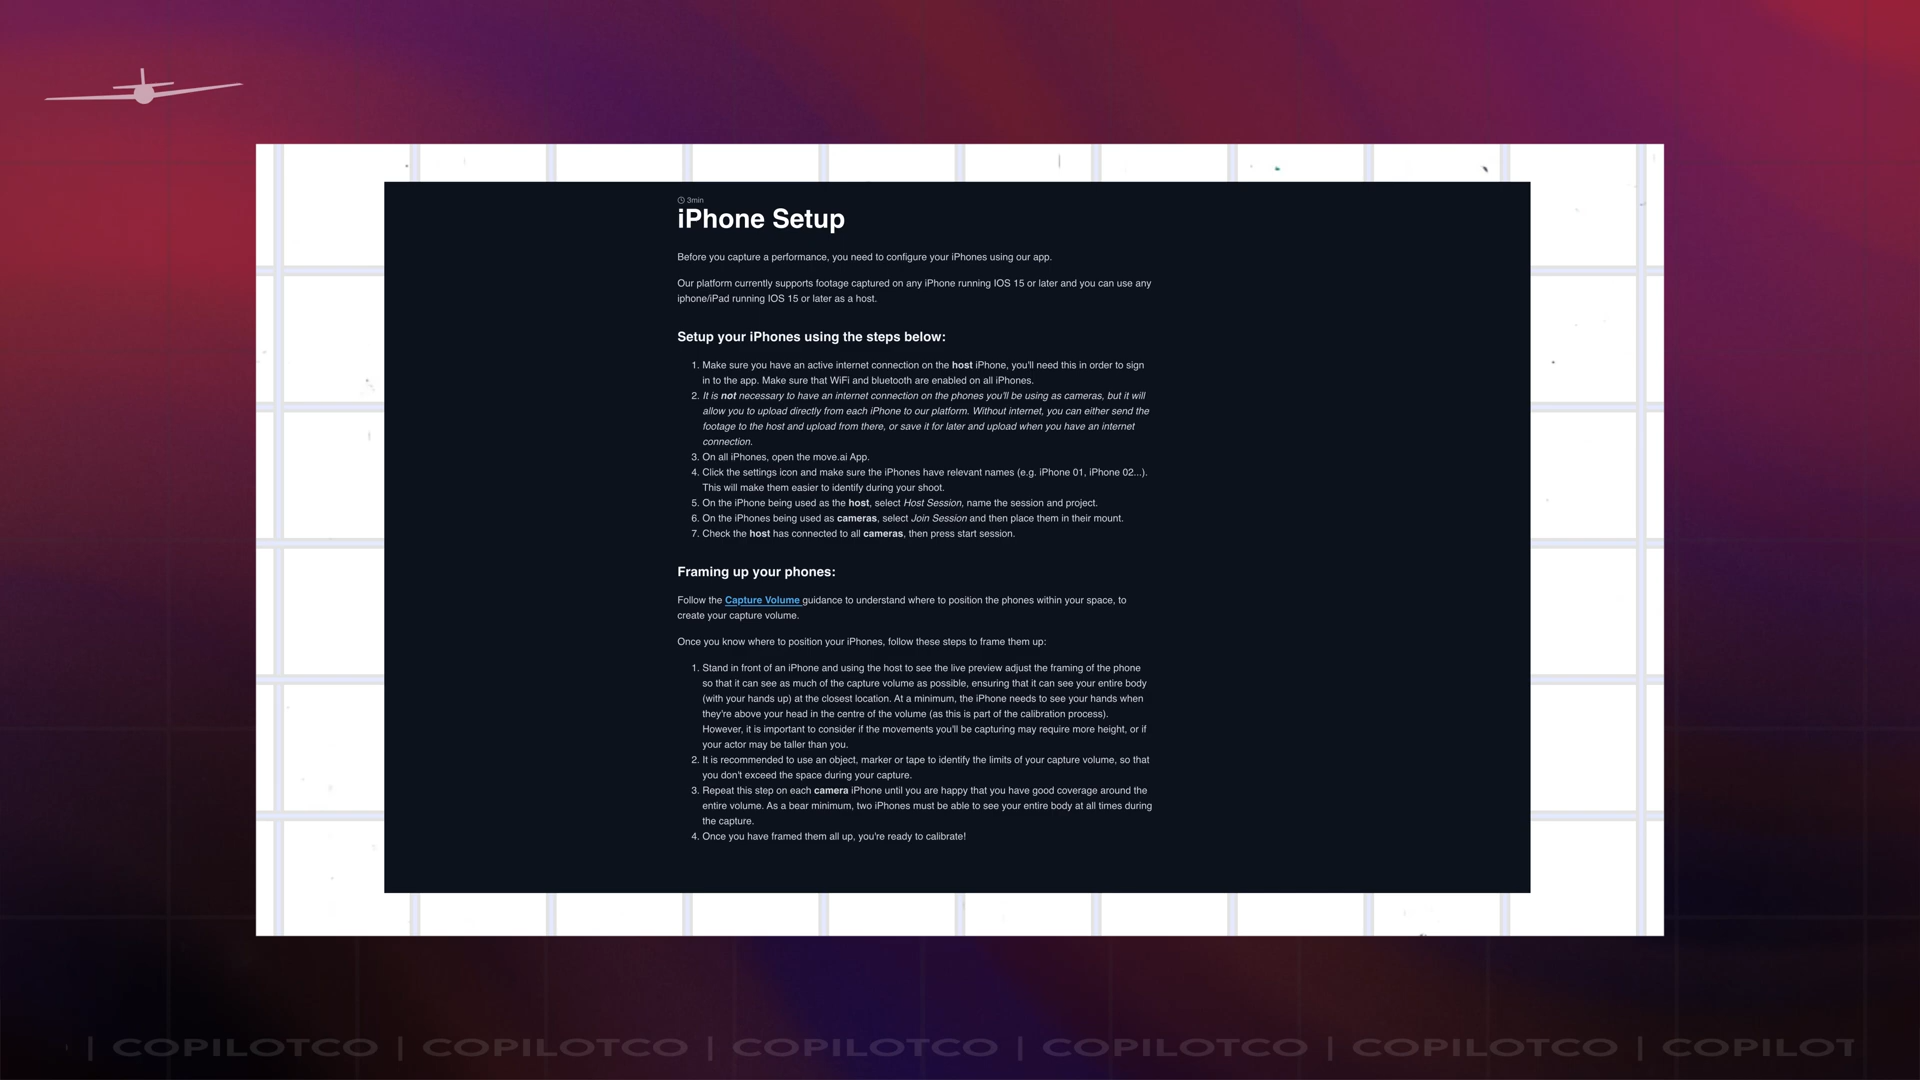 3min
iPhone Setup
Before you capture a performance, you need to configure your iPhones using our app.
Our platform currently supports footage captured on any iPhone running IOS 15 or later and you can use any
iphone/iPad running IOS 15 or later as a host.
Setup your iPhones using the steps below:
1. Make sure you have an active internet connection on the host iPhone, you'll need this in order to sign
in to the app. Make sure that WiFi and bluetooth are enabled on all iPhones.
2. It is not necessary to have an internet connection on the phones you'll be using as cameras, but it will
allow you to upload directly from each iPhone to our platform. Without internet, you can either send the
footage to the host and upload from there, or save it for later and upload when you have an internet
connection.
3. On all iPhones, open the move.ai App.
4. Click the settings icon and make sure the iPhones have relevant names (e.g. iPhone 01, iPhone 02...).
This will make them easier to identify during your shoot.
5. On the iPhone being used as the host, select Host Session, name the session and project.
6. On the iPhones being used as cameras, select Join Session and then place them in their mount.
7. Check the host has connected to all cameras, then press start session.
Framing up your phones:
Follow the Capture Volume guidance to understand where to position the phones within your space, to
create your capture volume.
Once you know where to position your iPhones, follow these steps to frame them up:
1. Stand in front of an iPhone and using the host to see the live preview adjust the framing of the phone
so that it can see as much of the capture volume as possible, ensuring that it can see your entire body
(with your hands up) at the closest location. At a minimum, the iPhone needs to see your hands when
they're above your head in the centre of the volume (as this is part of the calibration process).
However, it is important to consider if the movements you'll be capturing may require more height, or if
your actor may be taller than you.
2. It is recommended to use an object, marker or tape to identify the limits of your capture volume, so that
you don't exceed the space during your capture.
3. Repeat this step on each camera iPhone until you are happy that you have good coverage around the
entire volume. As a bear minimum, two iPhones must be able to see your entire body at all times during
the capture.
4. Once you have framed them all up, you're ready to calibrate!
| COPILOTCO | COPILOTCO | COPILOTCO | COPILOTCO | COPILOTCO | COPILOT